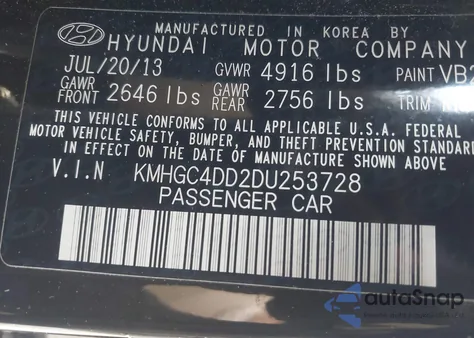 MANUFACTURED IN KOREA BY
HYUNDAI MOTOR COMPANY
JUL/20/13 GVWR 4916 lbs PAINT VB2
GAWR FRONT 2646 lbs GAWR REAR 2756 lbs TRIM
THIS VEHICLE CONFORMS TO ALL APPLICABLE U.S.A. FEDERAL
MOTOR VEHICLE SAFETY, BUMPER, AND THEFT PREVENTION STANDARD
IN EFFECT ON THE DATE OF MANUFACTURE SHOWN ABOVE.
V.I.N KMHGC4DD2DU253728
PASSENGER CAR
autoSnap